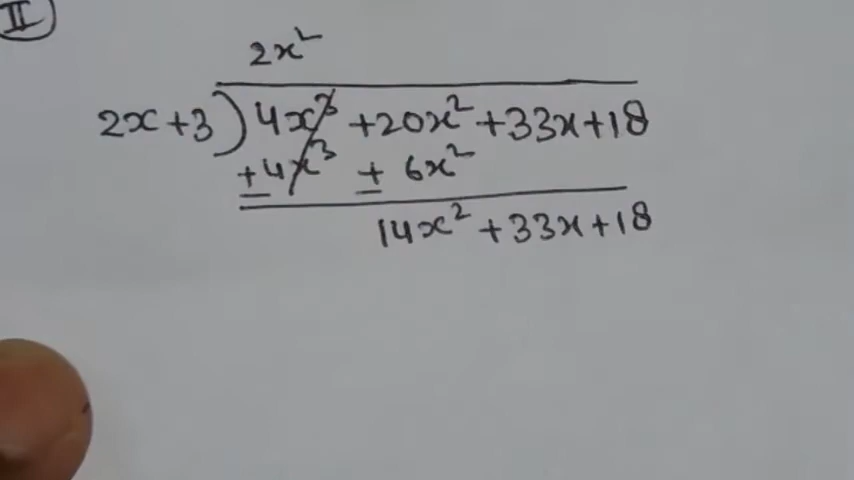 II
2x²
2x+3 ) 4x³ +20x² +33x+18
±4x³ ± 6x²
14x² +33x+18